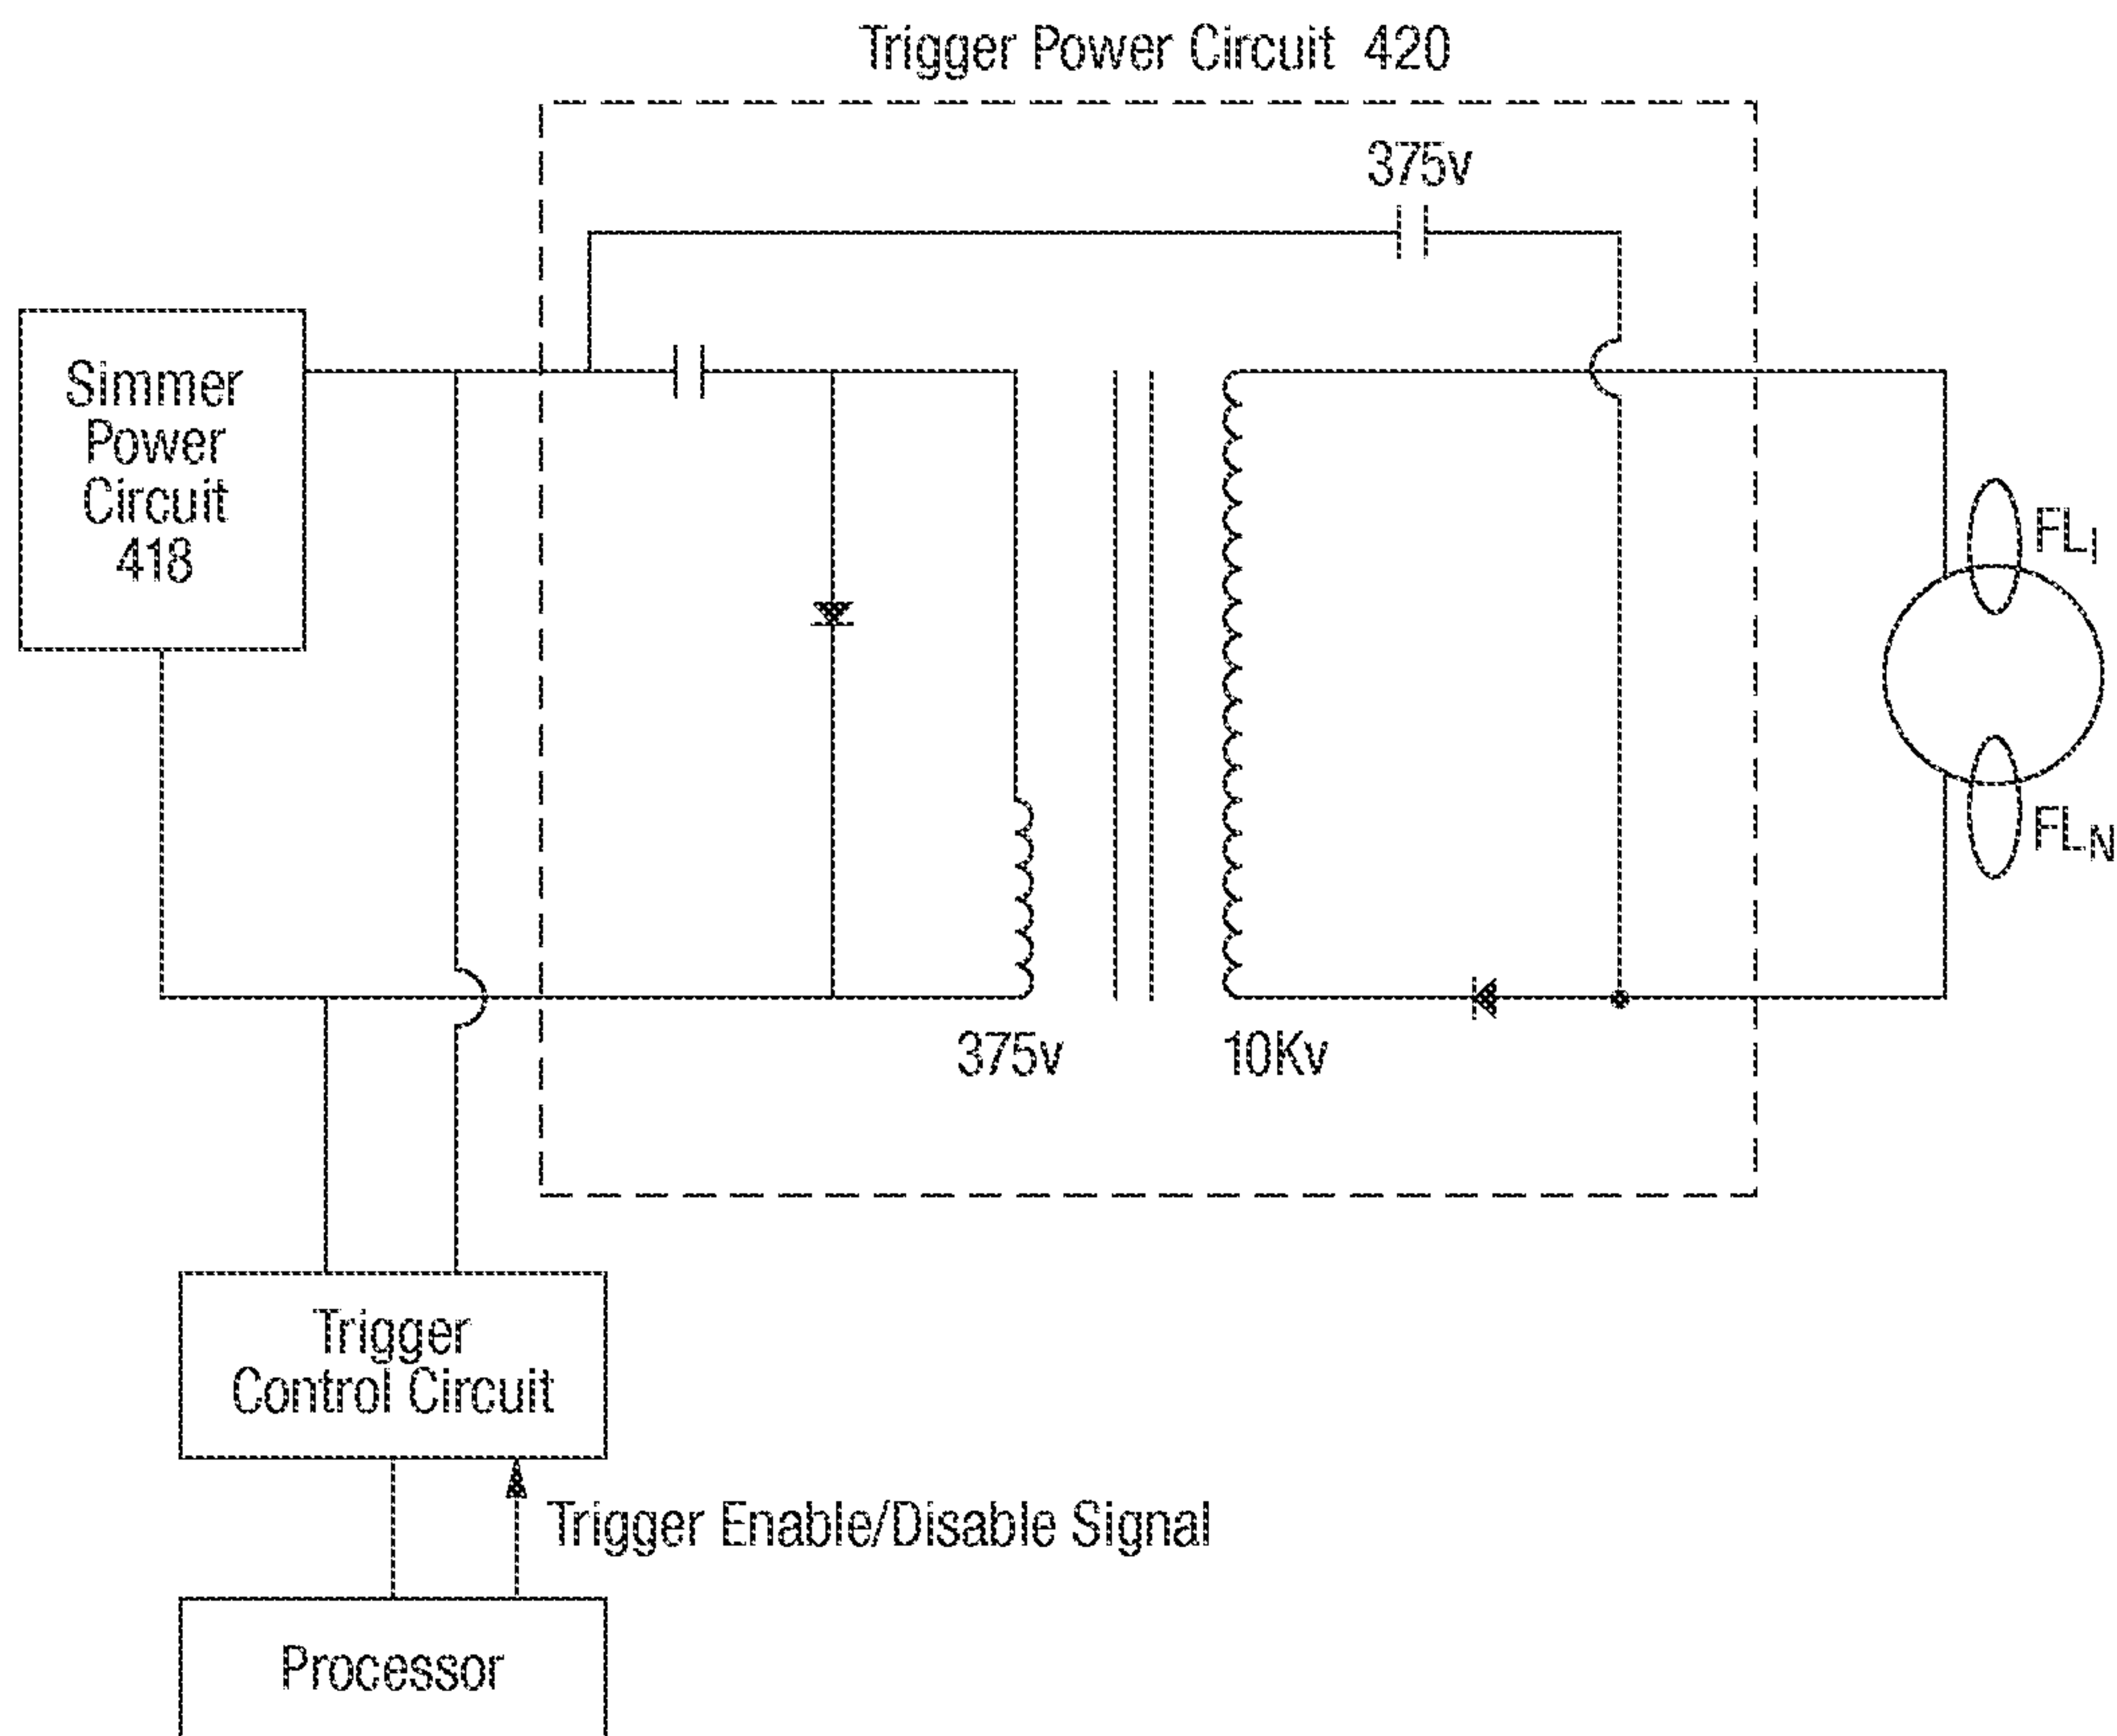 Trigger Power Circuit 420
375v
Simmer
Power
Circuit
418
FLI
FLN
375v
10Kv
Trigger
Control Circuit
Trigger Enable/Disable Signal
Processor